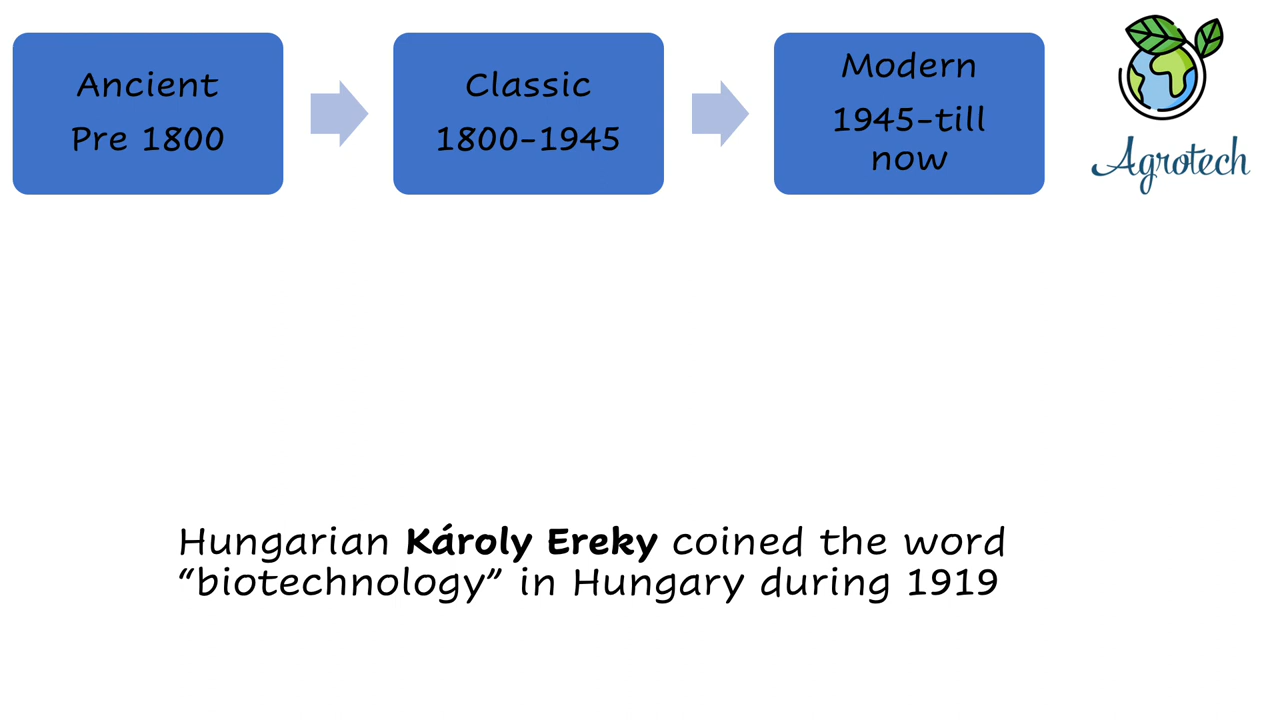 Ancient
Pre 1800
Classic
1800-1945
Modern
1945-till
now
Agrotech
Hungarian Károly Ereky coined the word
“biotechnology” in Hungary during 1919